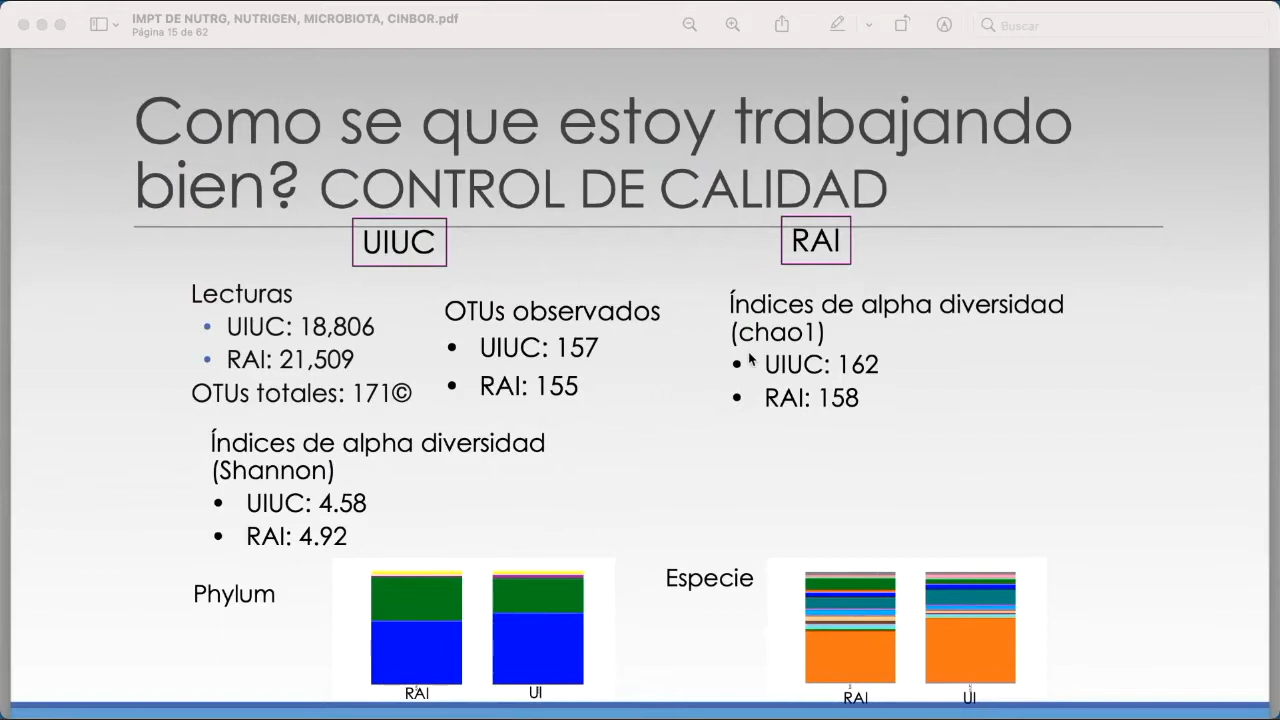 IMPT DE NUTRG, NUTRIGEN, MICROBIOTA, CINBOR.pdf
Página 15 de 62
Buscar
Como se que estoy trabajando
bien? CONTROL DE CALIDAD
UIUC
RAI
Lecturas
• UIUC: 18,806
• RAI: 21,509
OTUs totales: 171©
OTUs observados
• UIUC: 157
• RAI: 155
Índices de alpha diversidad
(chao1)
• UIUC: 162
• RAI: 158
Índices de alpha diversidad
(Shannon)
• UIUC: 4.58
• RAI: 4.92
Phylum
RAI
UI
Especie
RAI
UI